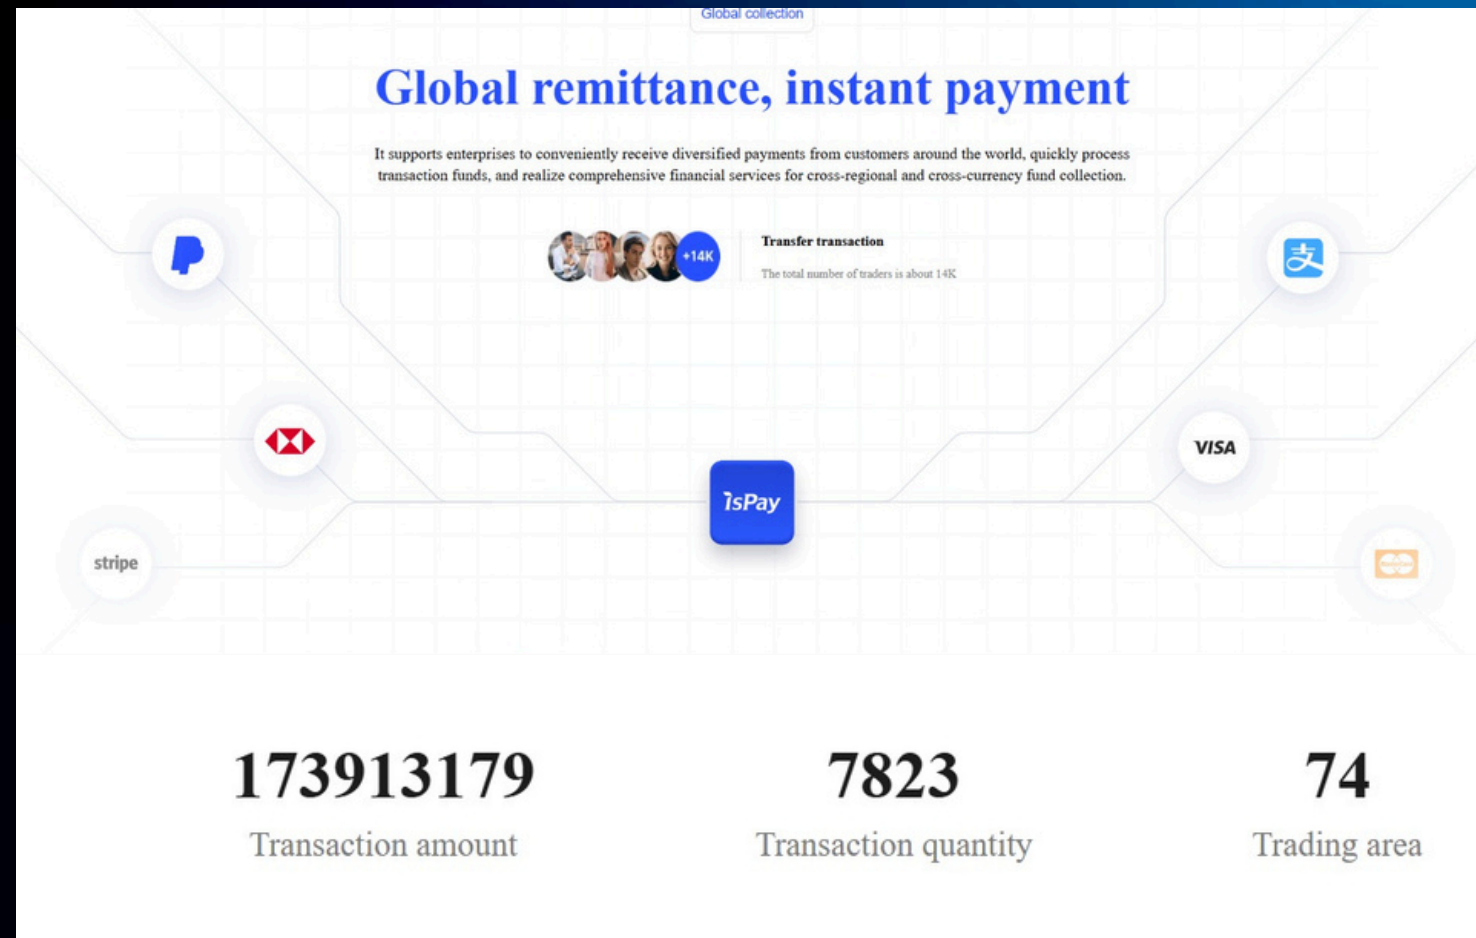 Global collection
Global remittance, instant payment
It supports enterprises to conveniently receive diversified payments from customers around the world, quickly process
transaction funds, and realize comprehensive financial services for cross-regional and cross-currency fund collection.
+14K
Transfer transaction
The total number of traders is about 14K
支
VISA
isPay
stripe
173913179
7823
74
Transaction amount
Transaction quantity
Trading area